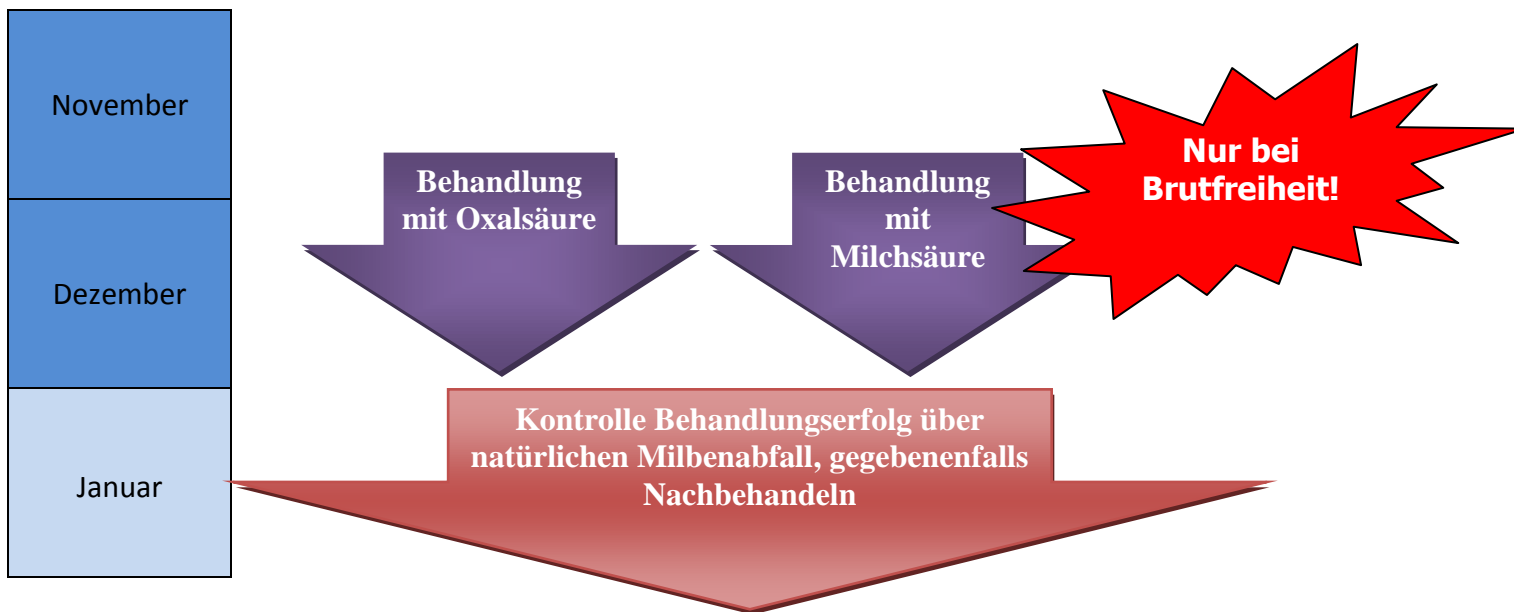 November
Behandlung
mit Oxalsäure
Behandlung
mit
Milchsäure
Nur bei
Brutfreiheit!
Dezember
Januar
Kontrolle Behandlungserfolg über
natürlichen Milbenabfall, gegebenenfalls
Nachbehandeln